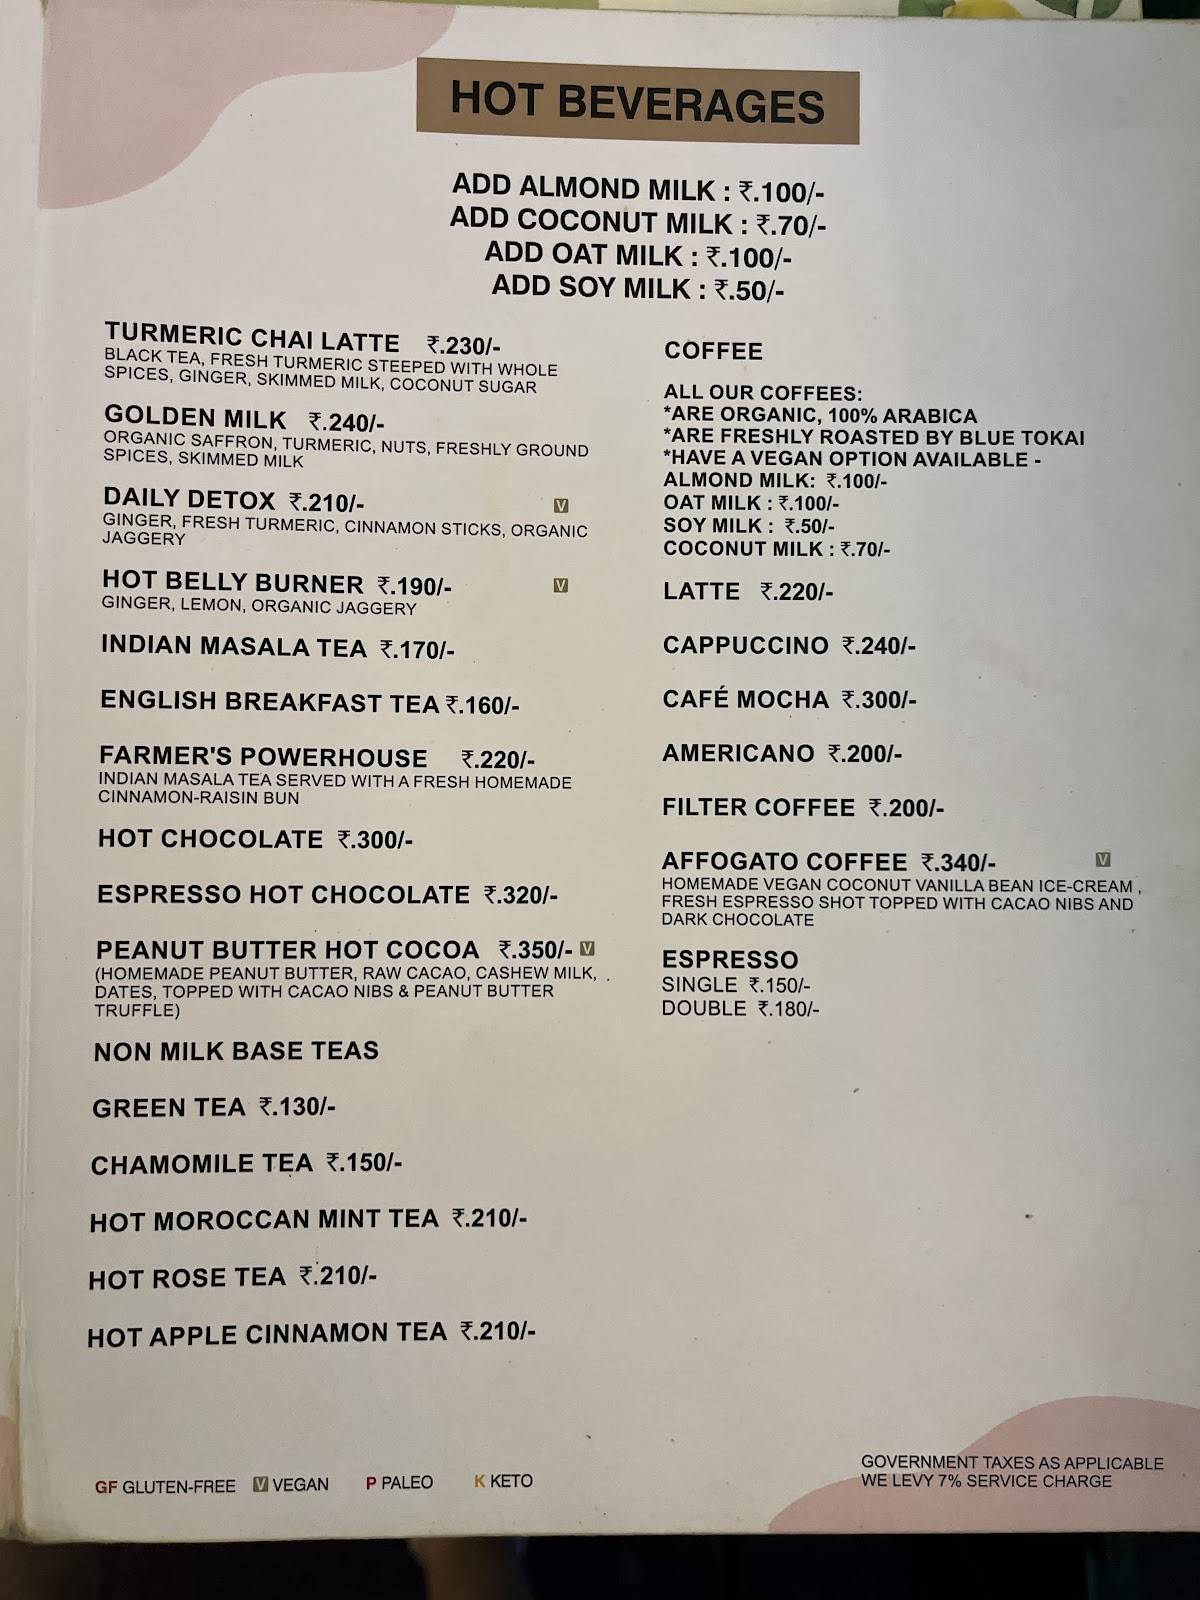 HOT BEVERAGES
ADD ALMOND MILK : ₹.100/-
ADD COCONUT MILK : ₹.70/-
ADD OAT MILK : ₹.100/-
ADD SOY MILK : ₹.50/-
TURMERIC CHAI LATTE ₹.230/-
BLACK TEA, FRESH TURMERIC STEEPED WITH WHOLE
SPICES, GINGER, SKIMMED MILK, COCONUT SUGAR
GOLDEN MILK ₹.240/-
ORGANIC SAFFRON, TURMERIC, NUTS, FRESHLY GROUND
SPICES, SKIMMED MILK
DAILY DETOX ₹.210/- V
GINGER, FRESH TURMERIC, CINNAMON STICKS, ORGANIC
JAGGERY
HOT BELLY BURNER ₹.190/- V
GINGER, LEMON, ORGANIC JAGGERY
INDIAN MASALA TEA ₹.170/-
ENGLISH BREAKFAST TEA ₹.160/-
FARMER'S POWERHOUSE ₹.220/-
INDIAN MASALA TEA SERVED WITH A FRESH HOMEMADE
CINNAMON-RAISIN BUN
HOT CHOCOLATE ₹.300/-
ESPRESSO HOT CHOCOLATE ₹.320/-
PEANUT BUTTER HOT COCOA ₹.350/- V
(HOMEMADE PEANUT BUTTER, RAW CACAO, CASHEW MILK,
DATES, TOPPED WITH CACAO NIBS & PEANUT BUTTER
TRUFFLE)
NON MILK BASE TEAS
GREEN TEA ₹.130/-
CHAMOMILE TEA ₹.150/-
HOT MOROCCAN MINT TEA ₹.210/-
HOT ROSE TEA ₹.210/-
HOT APPLE CINNAMON TEA ₹.210/-
COFFEE
ALL OUR COFFEES:
*ARE ORGANIC, 100% ARABICA
*ARE FRESHLY ROASTED BY BLUE TOKAI
*HAVE A VEGAN OPTION AVAILABLE -
ALMOND MILK: ₹.100/-
OAT MILK : ₹.100/-
SOY MILK : ₹.50/-
COCONUT MILK : ₹.70/-
LATTE ₹.220/-
CAPPUCCINO ₹.240/-
CAFÉ MOCHA ₹.300/-
AMERICANO ₹.200/-
FILTER COFFEE ₹.200/-
AFFOGATO COFFEE ₹.340/- V
HOMEMADE VEGAN COCONUT VANILLA BEAN ICE-CREAM ,
FRESH ESPRESSO SHOT TOPPED WITH CACAO NIBS AND
DARK CHOCOLATE
ESPRESSO
SINGLE ₹.150/-
DOUBLE ₹.180/-
GF GLUTEN-FREE V VEGAN P PALEO K KETO
GOVERNMENT TAXES AS APPLICABLE
WE LEVY 7% SERVICE CHARGE